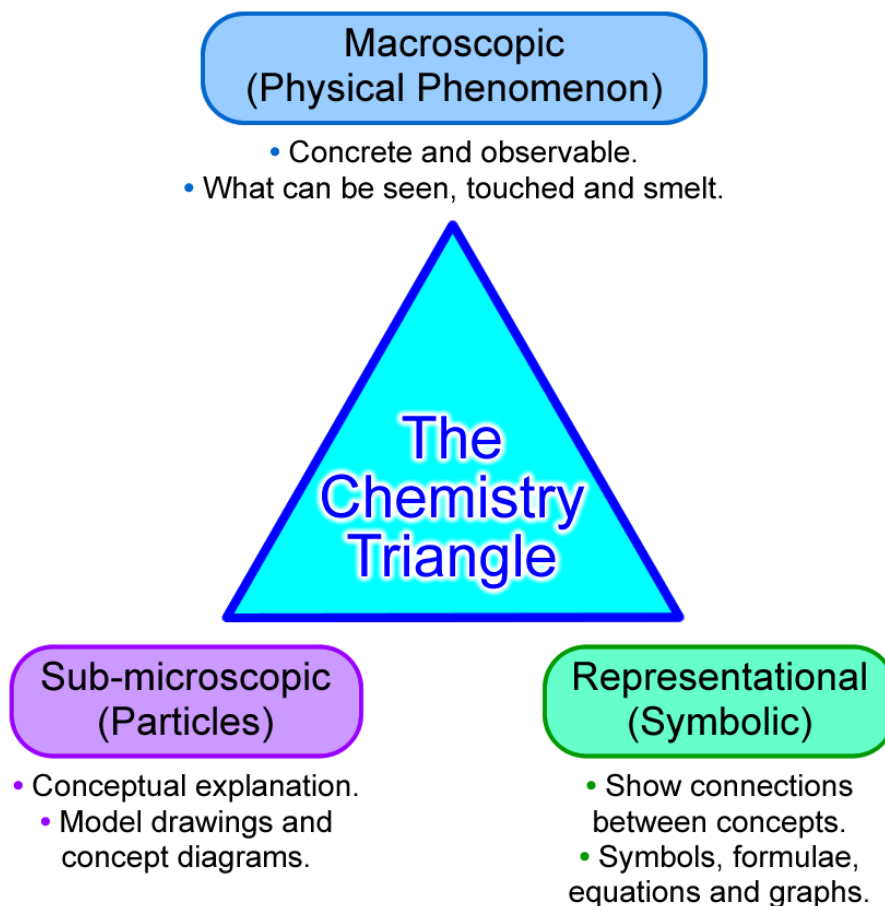 Macroscopic
(Physical Phenomenon)
• Concrete and observable.
• What can be seen, touched and smelt.
The
Chemistry
Triangle
Sub-microscopic
(Particles)
• Conceptual explanation.
• Model drawings and
concept diagrams.
Representational
(Symbolic)
• Show connections
between concepts.
• Symbols, formulae,
equations and graphs.